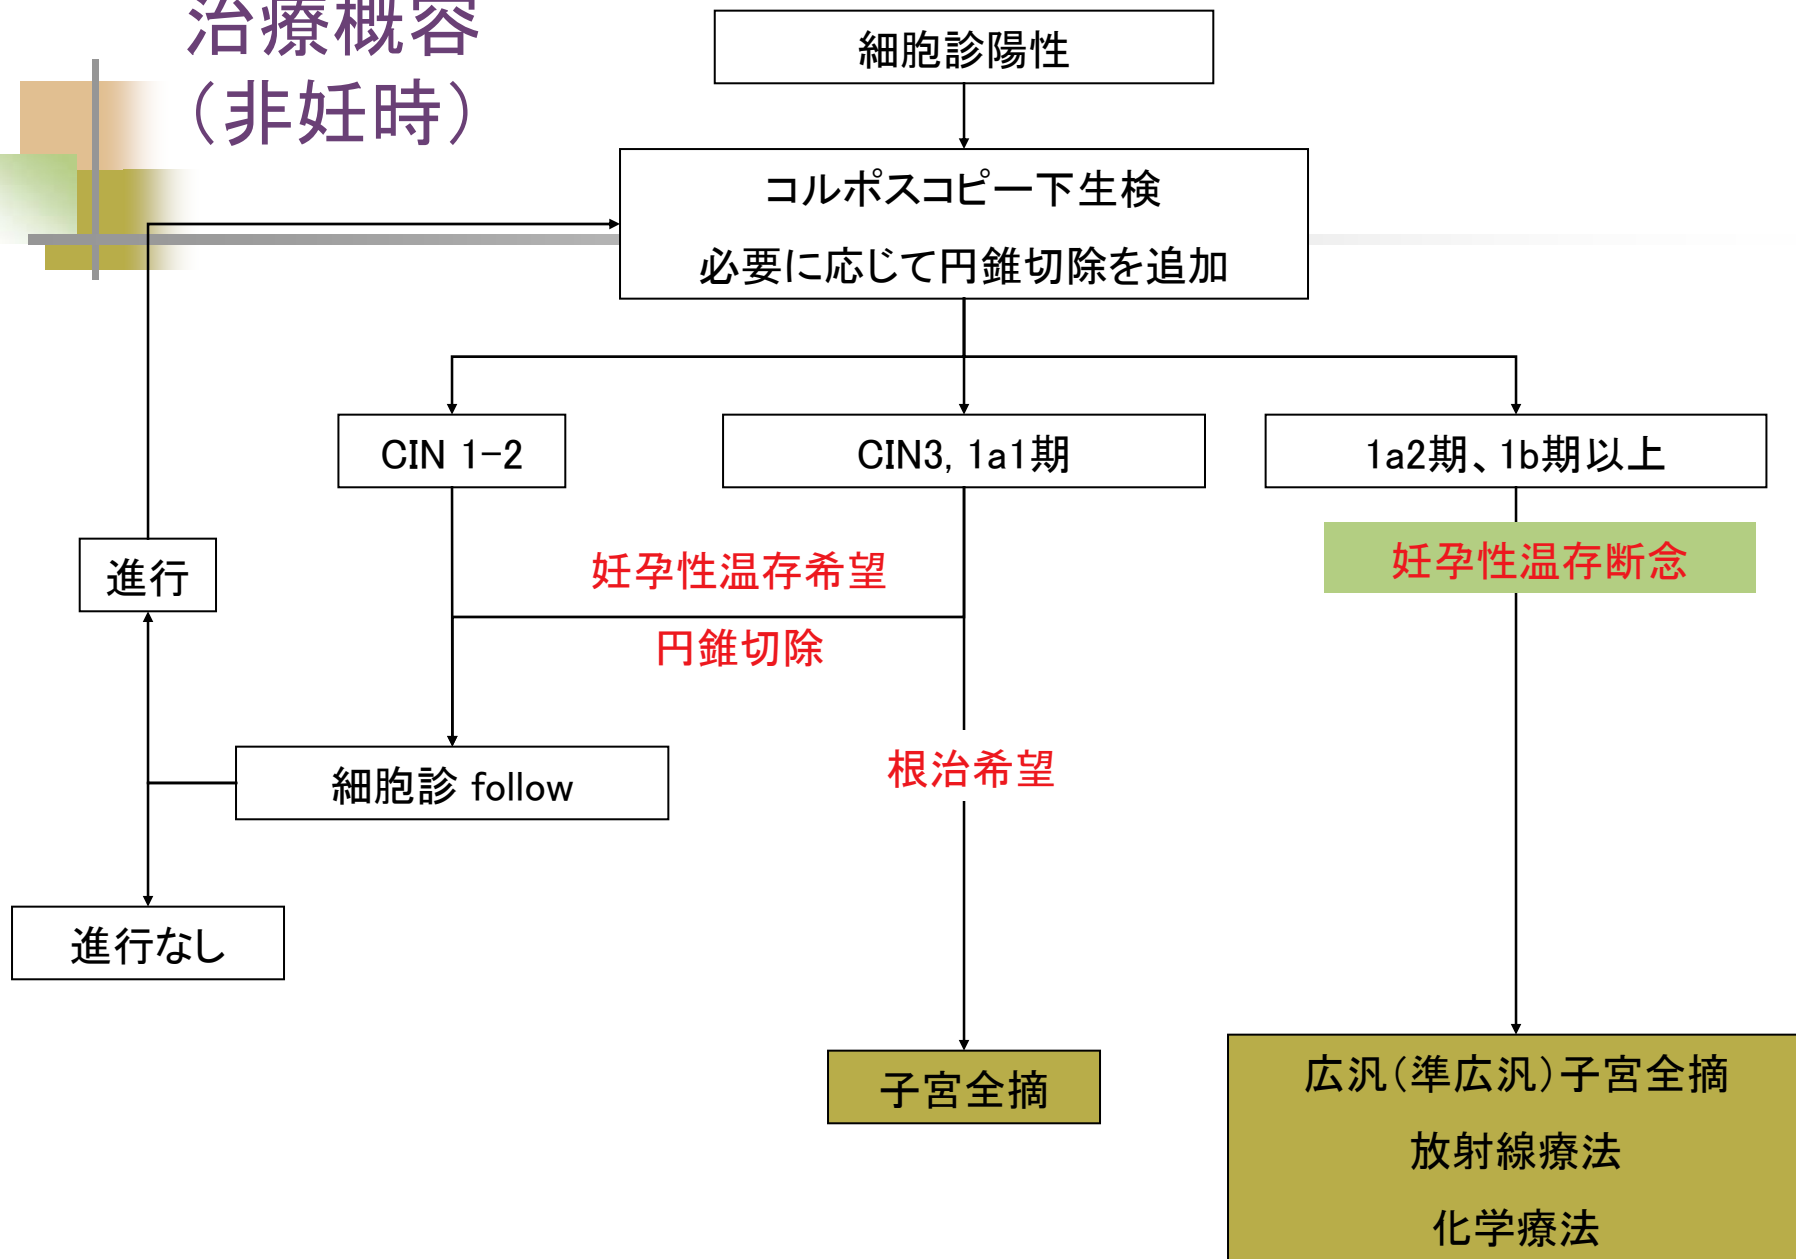 治療概容
（非妊時）
細胞診陽性
コルポスコピー下生検
必要に応じて円錐切除を追加
CIN 1-2
CIN3, 1a1期
1a2期、1b期以上
進行
妊孕性温存希望
円錐切除
妊孕性温存断念
細胞診 follow
根治希望
進行なし
子宮全摘
広汎（準広汎）子宮全摘
放射線療法
化学療法